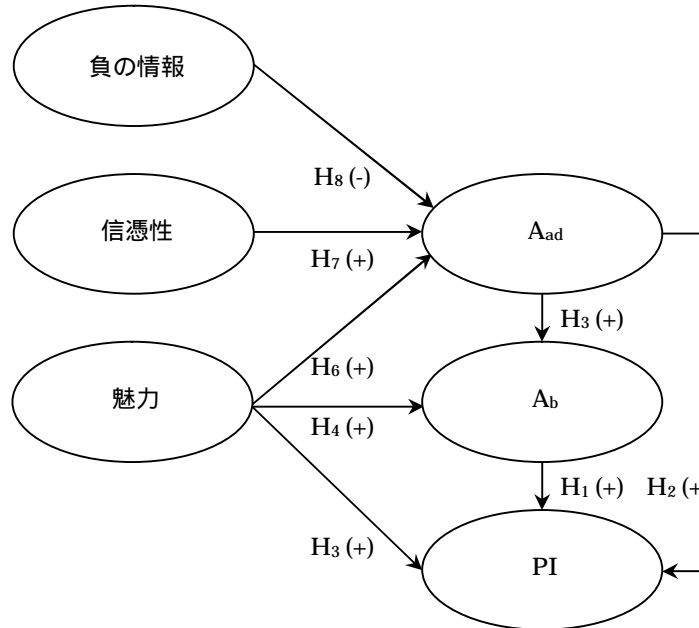 負の情報
H8 (-)
信憑性
Aad
H7 (+)
H3 (+)
H6 (+)
魅力
Ab
H4 (+)
H1 (+) H2 (+
H3 (+)
PI